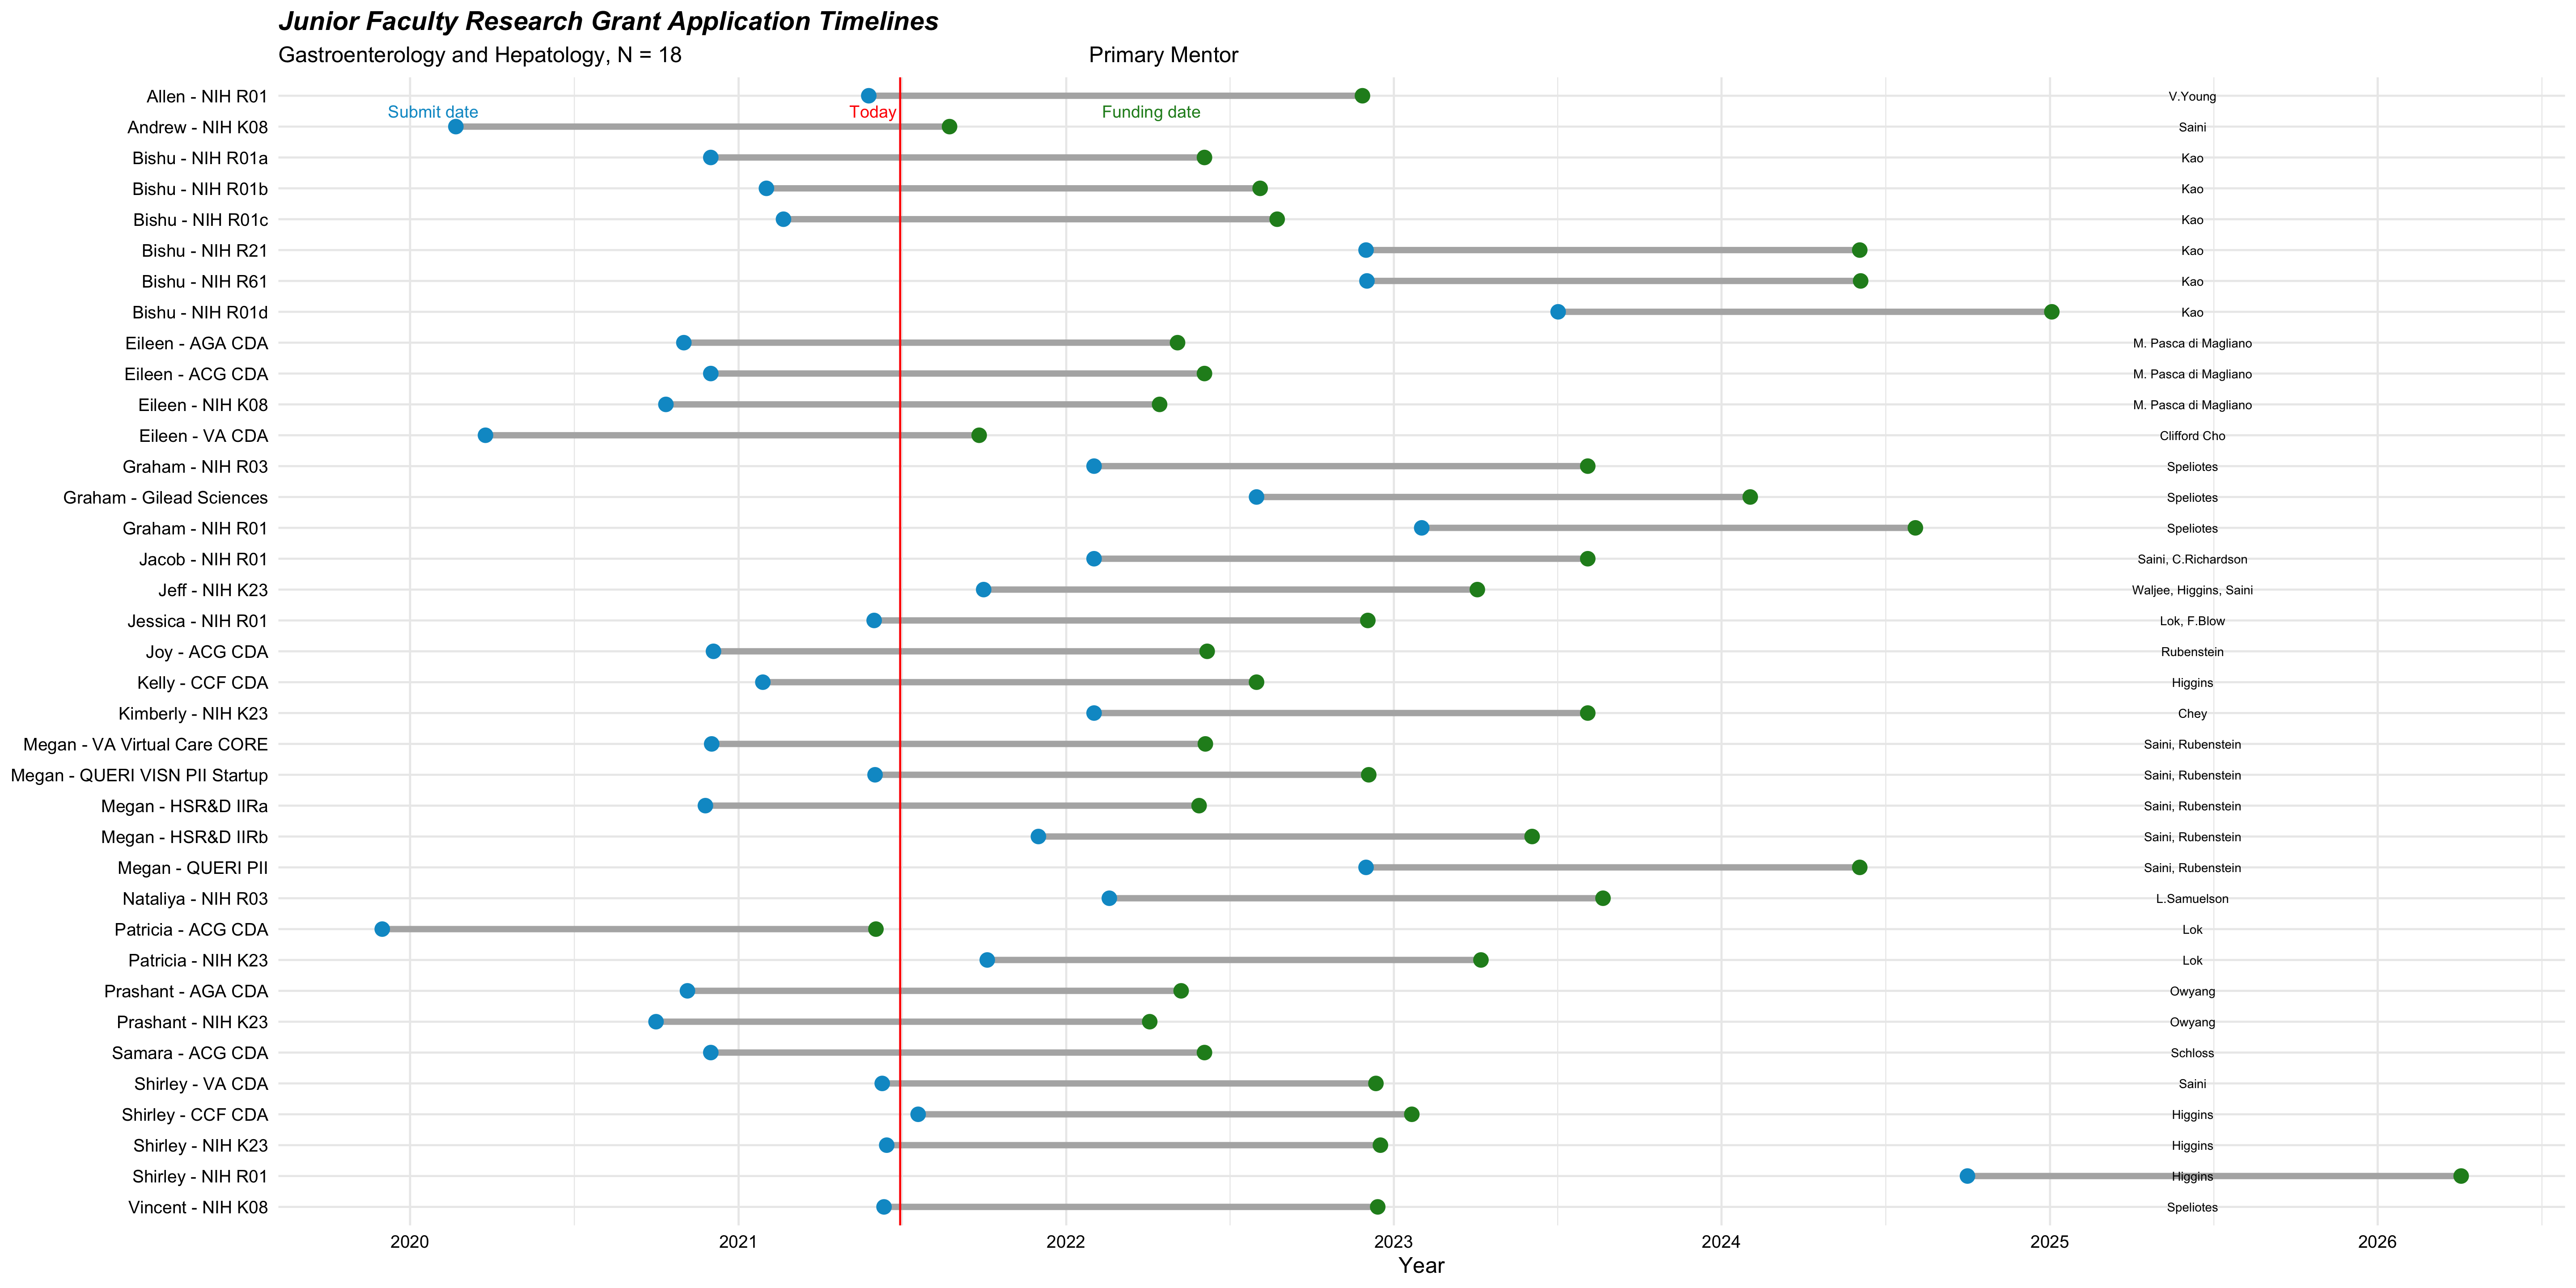 Junior Faculty Research Grant Application Timelines
Gastroenterology and Hepatology, N = 18 Primary Mentor
Allen - NIH R01 V.Young
Submit date Today Funding date
Andrew - NIH K08 Saini
Bishu - NIH R01a Kao
Bishu - NIH R01b Kao
Bishu - NIH R01c Kao
Bishu - NIH R21 Kao
Bishu - NIH R61 Kao
Bishu - NIH R01d Kao
Eileen - AGA CDA M. Pasca di Magliano
Eileen - ACG CDA M. Pasca di Magliano
Eileen - NIH K08 M. Pasca di Magliano
Eileen - VA CDA Clifford Cho
Graham - NIH R03 Speliotes
Graham - Gilead Sciences Speliotes
Graham - NIH R01 Speliotes
Jacob - NIH R01 Saini, C.Richardson
Jeff - NIH K23 Waljee, Higgins, Saini
Jessica - NIH R01 Lok, F.Blow
Joy - ACG CDA Rubenstein
Kelly - CCF CDA Higgins
Kimberly - NIH K23 Chey
Megan - VA Virtual Care CORE Saini, Rubenstein
Megan - QUERI VISN PII Startup Saini, Rubenstein
Megan - HSR&D IIRa Saini, Rubenstein
Megan - HSR&D IIRb Saini, Rubenstein
Megan - QUERI PII Saini, Rubenstein
Nataliya - NIH R03 L.Samuelson
Patricia - ACG CDA Lok
Patricia - NIH K23 Lok
Prashant - AGA CDA Owyang
Prashant - NIH K23 Owyang
Samara - ACG CDA Schloss
Shirley - VA CDA Saini
Shirley - CCF CDA Higgins
Shirley - NIH K23 Higgins
Shirley - NIH R01 Higgins
Vincent - NIH K08 Speliotes
2020 2021 2022 2023 2024 2025 2026
Year